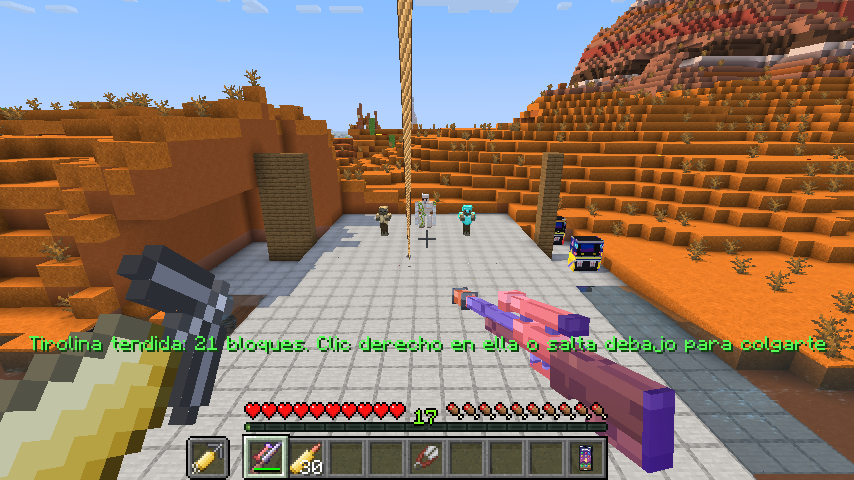 Tirolina tendida: 21 bloques. Clic derecho en ella o salta debajo para colgarte
17
30